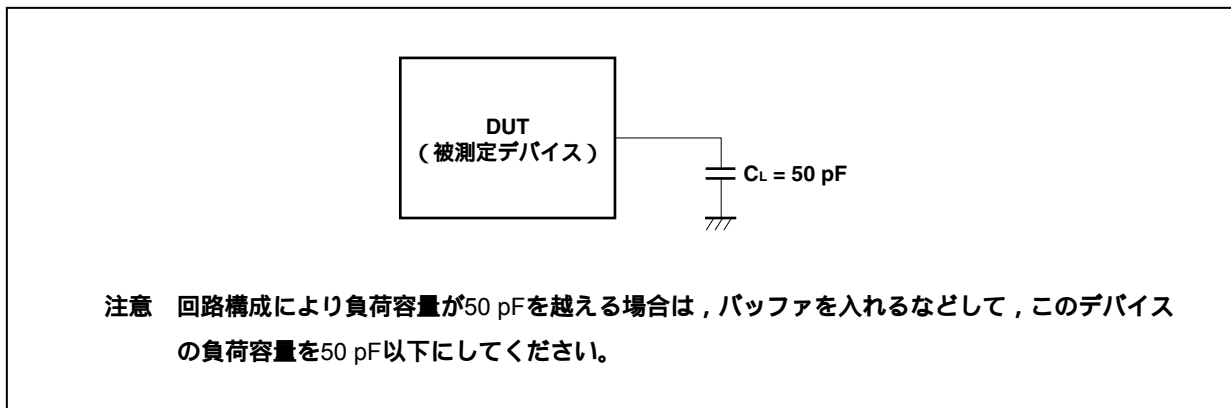 DUT
（被測定デバイス）
CL = 50 pF
注意　回路構成により負荷容量が50 pFを越える場合は，バッファを入れるなどして，このデバイス
の負荷容量を50 pF以下にしてください。